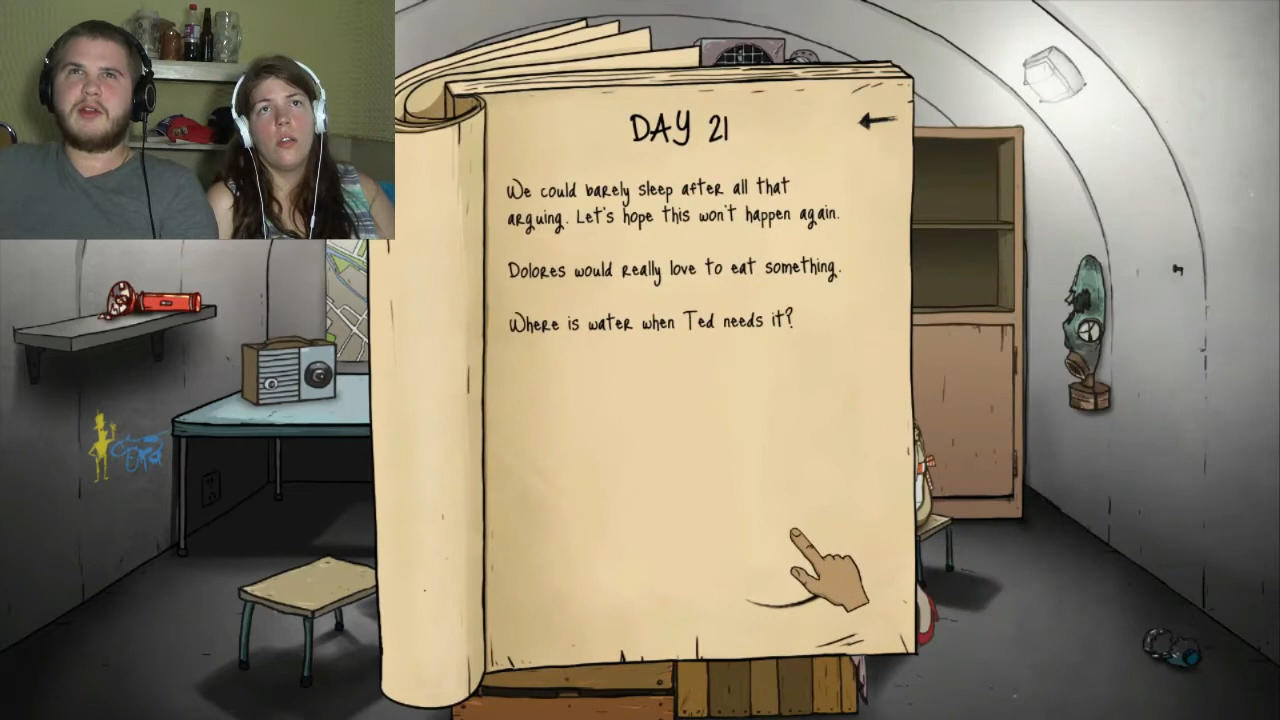 DAY 21
We could barely sleep after all that
arguing. Let's hope this won't happen again.
Dolores would really love to eat something.
Where is water when Ted needs it?